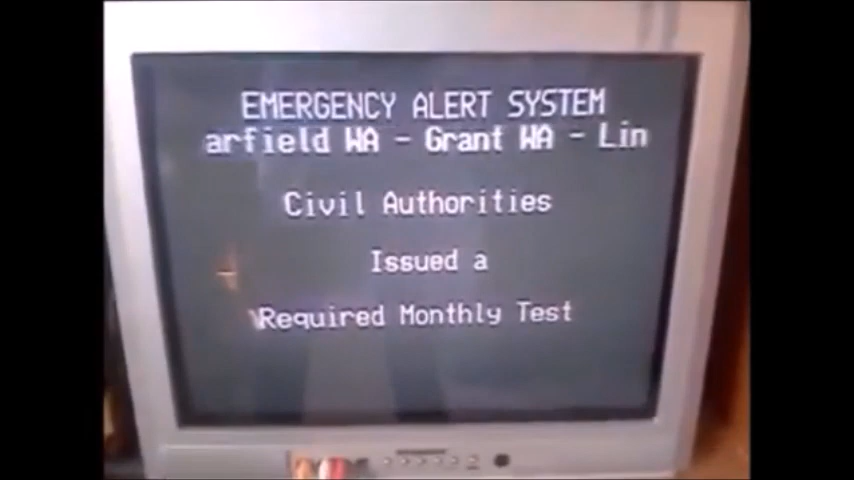 EMERGENCY ALERT SYSTEM
arfield WA - Grant WA - Lin
Civil Authorities
Issued a
Required Monthly Test